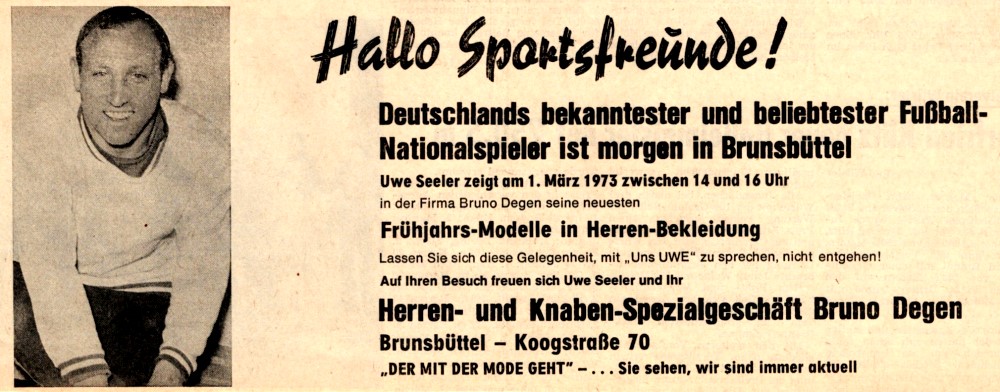 Hallo Sportsfreunde!
Deutschlands bekanntester und beliebtester Fußball-
Nationalspieler ist morgen in Brunsbüttel
Uwe Seeler zeigt am 1. März 1973 zwischen 14 und 16 Uhr
in der Firma Bruno Degen seine neuesten
Frühjahrs-Modelle in Herren-Bekleidung
Lassen Sie sich diese Gelegenheit, mit „Uns UWE“ zu sprechen, nicht entgehen!
Auf Ihren Besuch freuen sich Uwe Seeler und Ihr
Herren- und Knaben-Spezialgeschäft Bruno Degen
Brunsbüttel – Koogstraße 70
„DER MIT DER MODE GEHT“ – . . . Sie sehen, wir sind immer aktuell